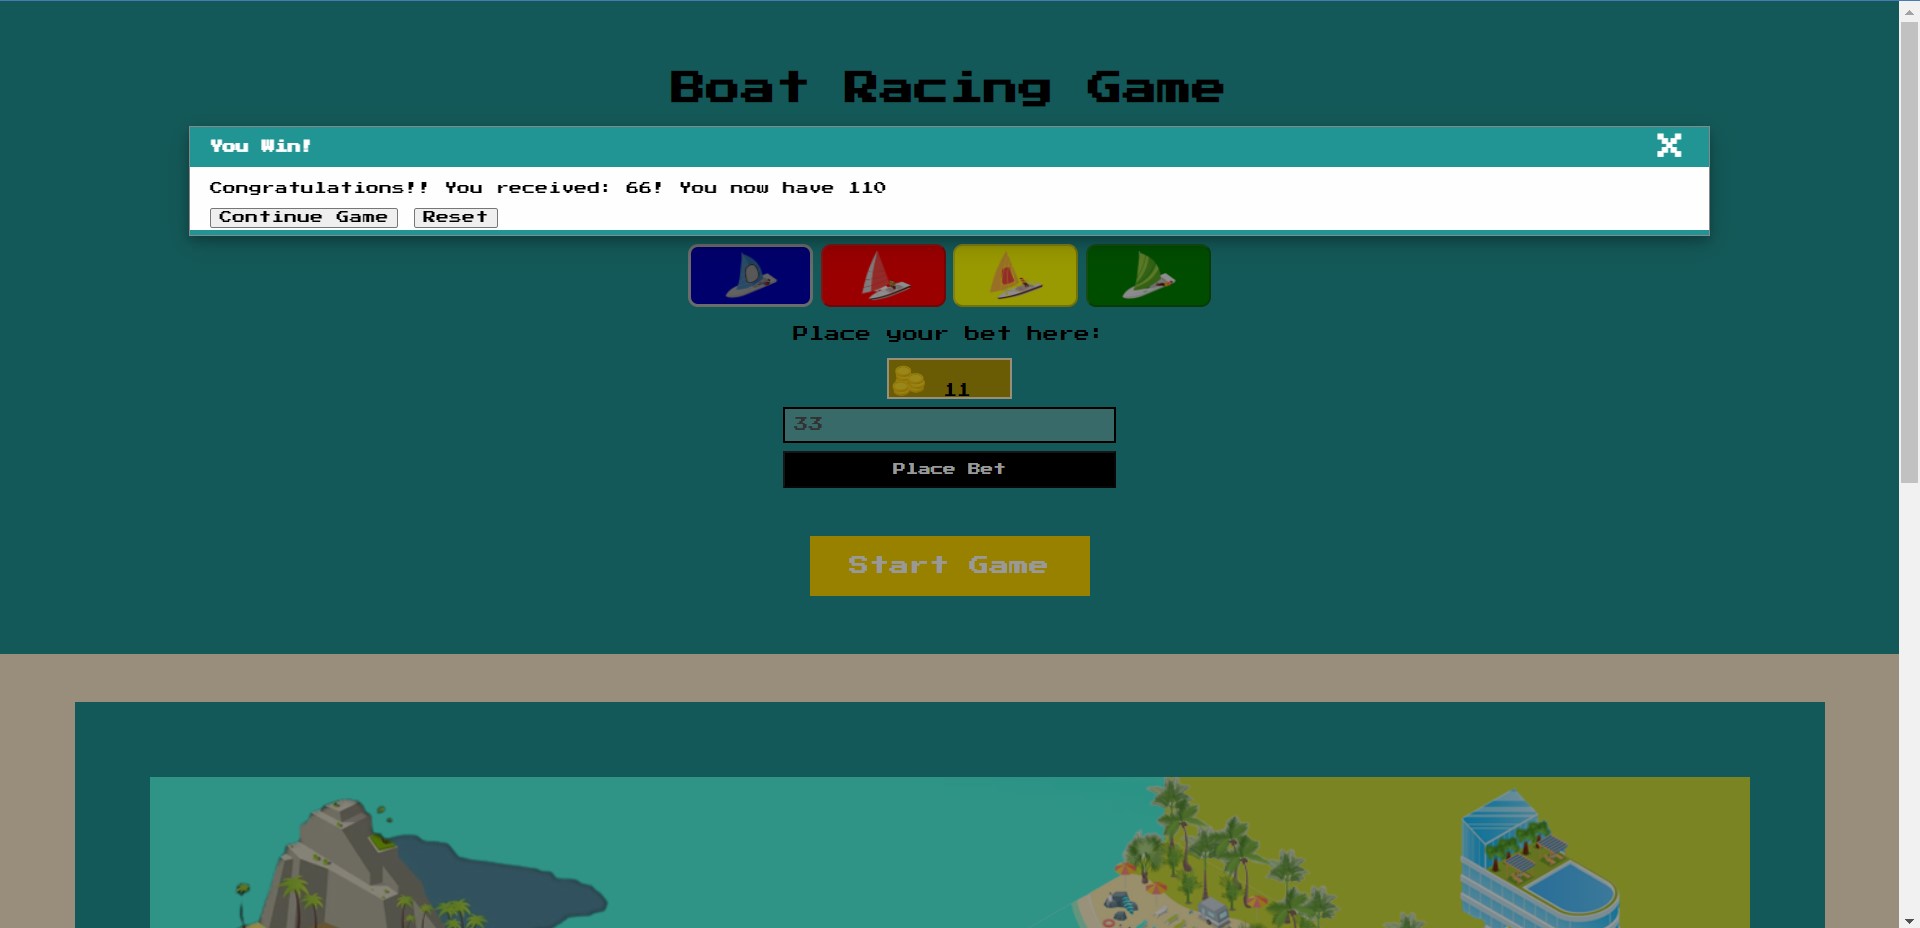 Boat Racing Game
You Win!
Congratulations!! You received: 66! You now have 110
Continue Game Reset
Place your bet here:
11
33
Place Bet
Start Game